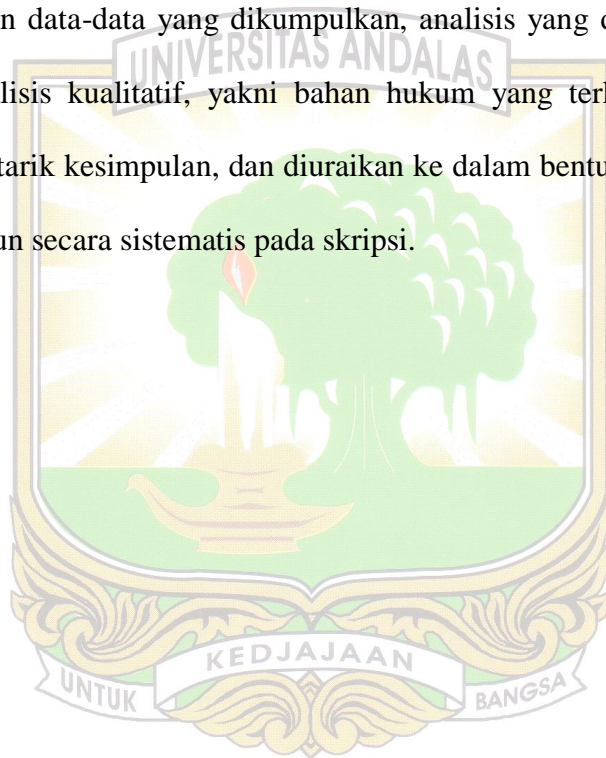 n data-data yang dikumpulkan, analisis yang d
UNIVERSITAS ANDALAS
lisis kualitatif, yakni bahan hukum yang terl
tarik kesimpulan, dan diuraikan ke dalam bentu
un secara sistematis pada skripsi.
UNTUK KEDJAJAAN BANGSA